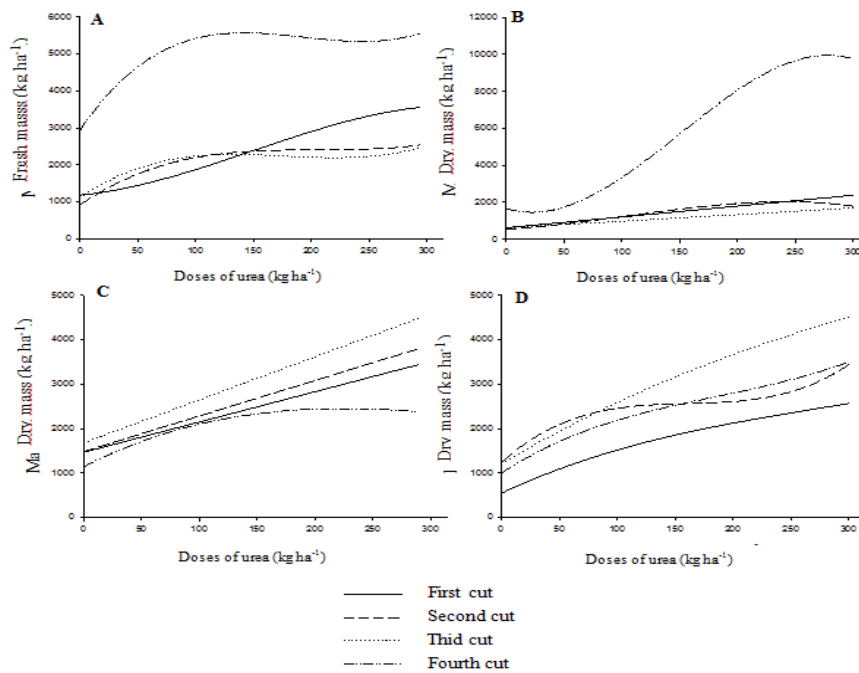 A
B
6000
5000
4000
3000
2000
1000
0
Fresh masss (kg ha-1)
0 50 100 150 200 250 300
Doses of urea (kg ha-1)
12000
10000
8000
6000
4000
2000
0
Dry. mass (kg ha-1)
0 50 100 150 200 250 300
Doses of urea (kg ha-1)
C
D
5000
4000
3000
2000
1000
0
Ma Dry. mass (kg ha-1)
0 50 100 150 200 250 300
Doses of urea (kg ha-1)
5000
4000
3000
2000
1000
0
Dry mass (kg ha-1)
0 50 100 150 200 250 300
Doses of urea (kg ha-1)
First cut
Second cut
Thid cut
Fourth cut